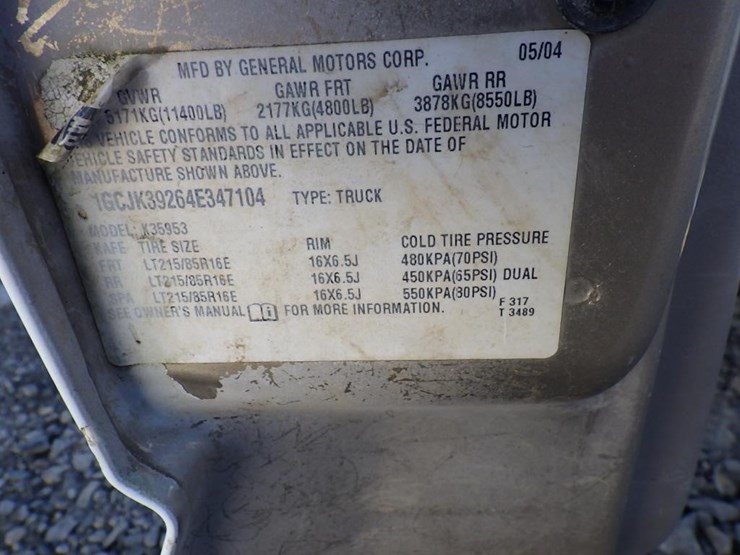 MFD BY GENERAL MOTORS CORP. 05/04
GVWR GAWR FRT GAWR RR
5171KG(11400LB) 2177KG(4800LB) 3878KG(8550LB)
VEHICLE CONFORMS TO ALL APPLICABLE U.S. FEDERAL MOTOR
VEHICLE SAFETY STANDARDS IN EFFECT ON THE DATE OF
MANUFACTURE SHOWN ABOVE.
1GCJK39264E347104 TYPE: TRUCK
MODEL: K35953
TIRE SIZE RIM COLD TIRE PRESSURE
FRT LT215/85R16E 16X6.5J 480KPA(70PSI)
RR LT215/85R16E 16X6.5J 450KPA(65PSI) DUAL
SPA LT215/85R16E 16X6.5J 550KPA(80PSI)
SEE OWNER'S MANUAL FOR MORE INFORMATION.
F 317
T 3489